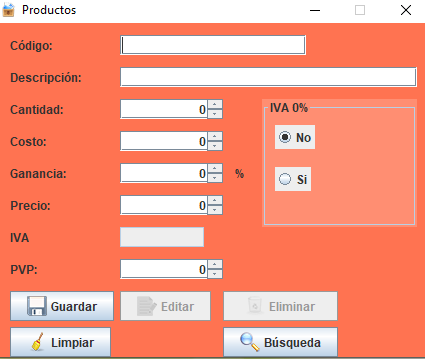 Productos
Código:
Descripción:
Cantidad: 0
IVA 0%
Costo: 0
No
Ganancia: 0 %
Si
Precio: 0
IVA
PVP: 0
Guardar Editar Eliminar
Limpiar Búsqueda